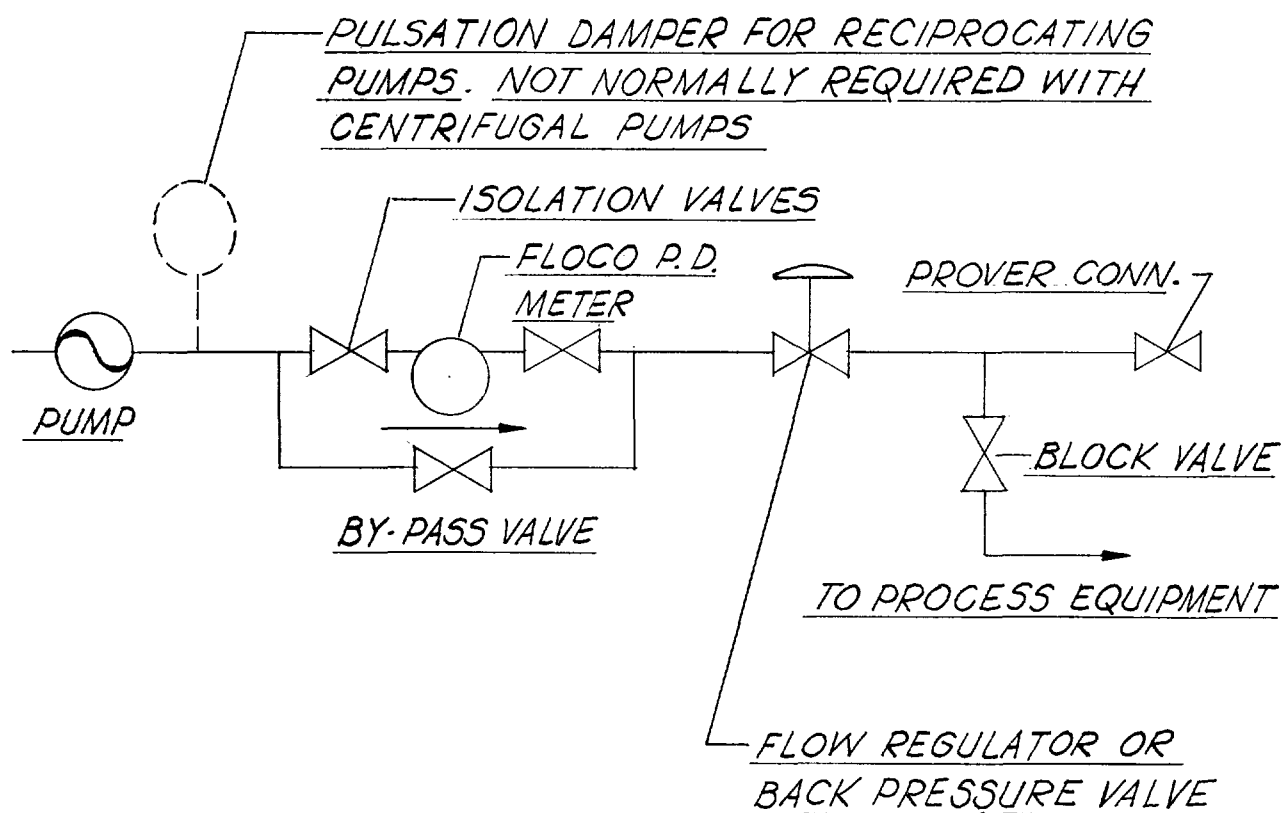 PULSATION DAMPER FOR RECIPROCATING
PUMPS. NOT NORMALLY REQUIRED WITH
CENTRIFUGAL PUMPS
ISOLATION VALVES
FLOCO P.D.
METER
PROVER CONN.
PUMP
BLOCK VALVE
BY-PASS VALVE
TO PROCESS EQUIPMENT
FLOW REGULATOR OR
BACK PRESSURE VALVE